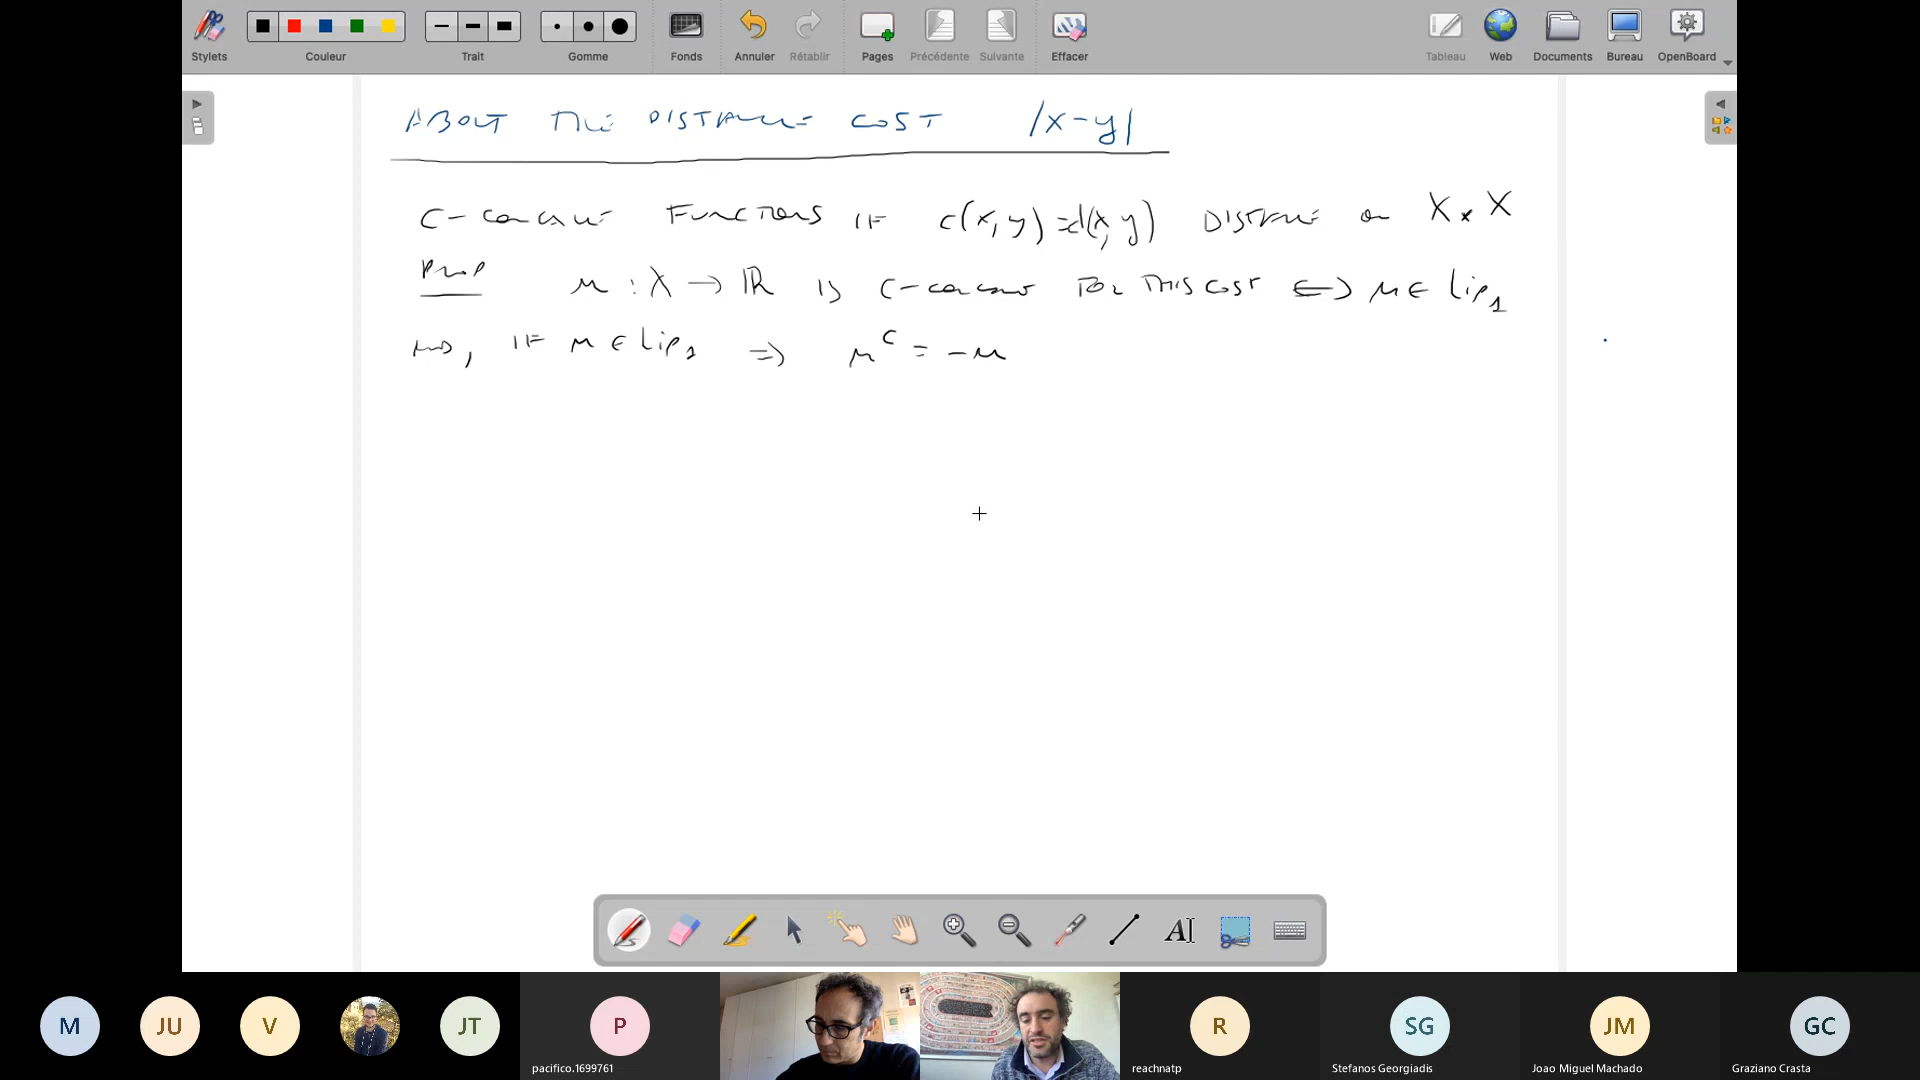 Stylets Couleur Trait Gomme Fonds Annuler Rétablir Pages Précédente Suivante Effacer Tableau Web Documents Bureau OpenBoard
ABOUT THE DISTANCE COST |x-y|
C-CONCAVE FUNCTIONS IF c(x,y)=d(x,y) DISTANCE ON X×X
PROP u : X → ℝ IS C-CONCAVE FOR THIS COST ⟺ u ∈ Lip₁
AND, IF u ∈ Lip₁ ⇒ uᶜ = -u
AI
M JU V JT P R SG JM GC
pacifico.1699761 reachnatp Stefanos Georgiadis Joao Miguel Machado Graziano Crasta